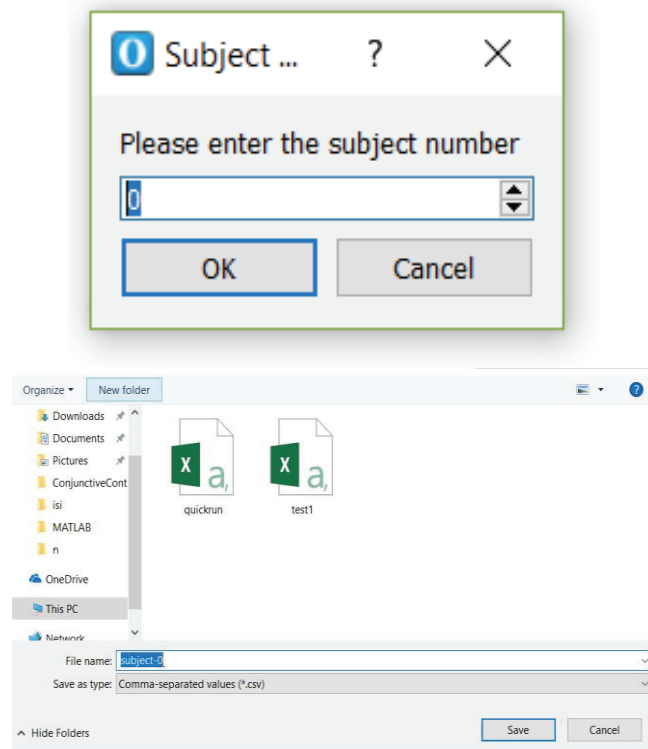 Subject ... ?
Please enter the subject number
0
OK Cancel
Organize New folder ?
Downloads
Documents
Pictures
ConjunctiveCont
isi
MATLAB
n
OneDrive
This PC
Network
X a, X a,
quickrun test1
File name: subject-0
Save as type: Comma-separated values (*.csv)
Hide Folders Save Cancel